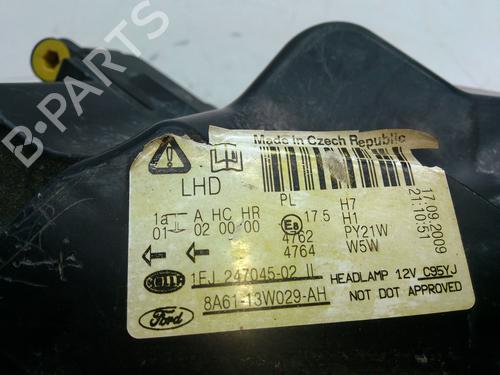 Made in Czech Republic
LHD
PL
H7
1a A HC HR
17.5
H1
01 02 00 00
4762
PY21W
4764
W5W
17.09.2009
21:10:51
1EJ 247045-02
HEADLAMP 12V C95YJ
Ford
8A61-13W029-AH
NOT DOT APPROVED
B-PARTS